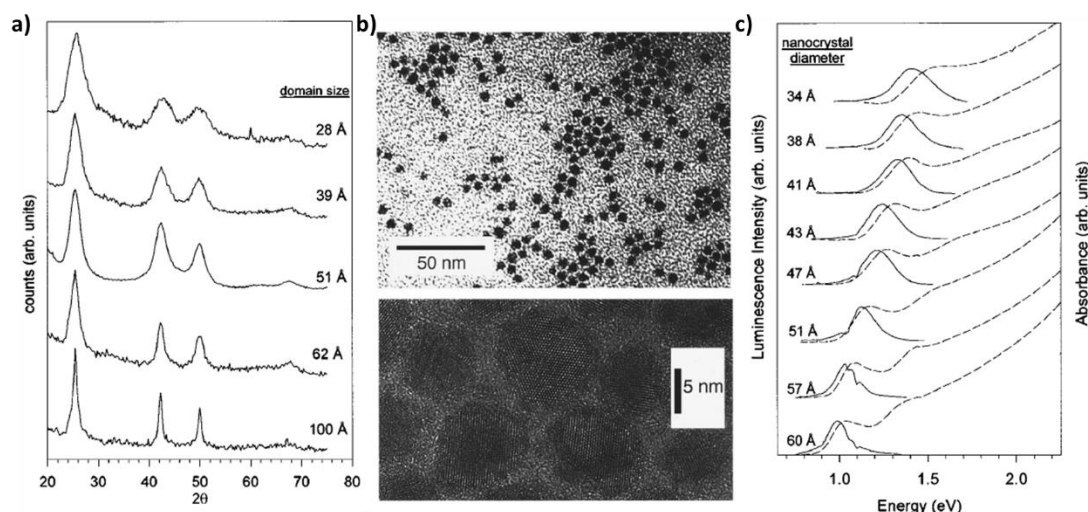 a)
domain size
28 Å
39 Å
51 Å
62 Å
100 Å
counts (arb. units)
20 30 40 50 60 70 80
2θ
b)
50 nm
5 nm
c)
nanocrystal
diameter
34 Å
38 Å
41 Å
43 Å
47 Å
51 Å
57 Å
60 Å
Luminescence Intensity (arb. units)
Absorbance (arb. units)
1.0 1.5 2.0
Energy (eV)